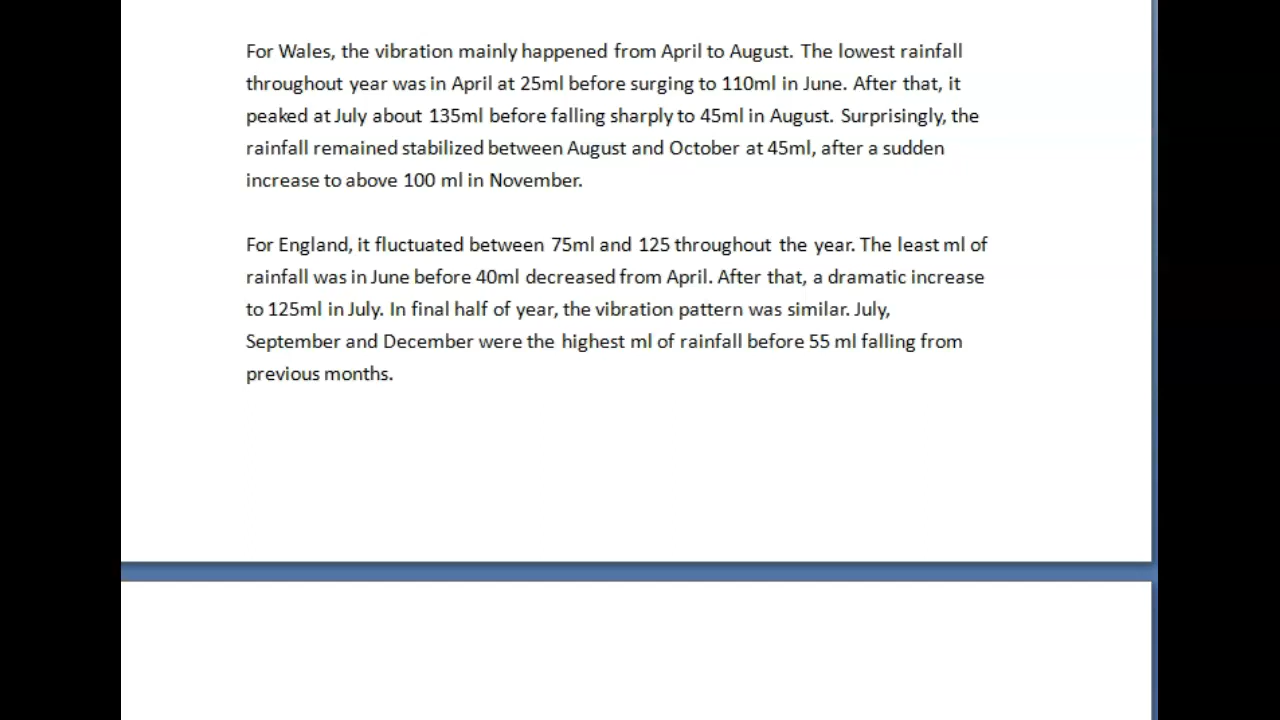 For Wales, the vibration mainly happened from April to August. The lowest rainfall
throughout year was in April at 25ml before surging to 110ml in June. After that, it
peaked at July about 135ml before falling sharply to 45ml in August. Surprisingly, the
rainfall remained stabilized between August and October at 45ml, after a sudden
increase to above 100 ml in November.
For England, it fluctuated between 75ml and 125 throughout the year. The least ml of
rainfall was in June before 40ml decreased from April. After that, a dramatic increase
to 125ml in July. In final half of year, the vibration pattern was similar. July,
September and December were the highest ml of rainfall before 55 ml falling from
previous months.